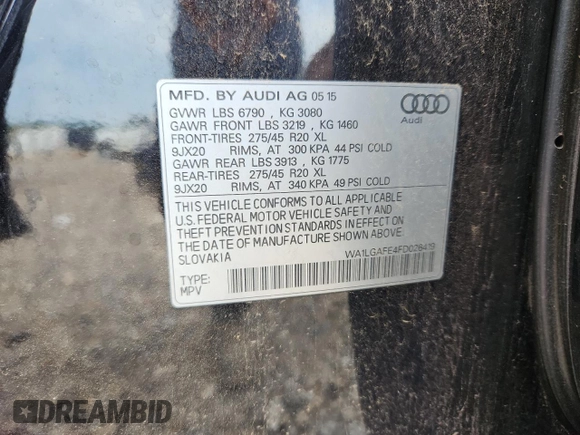 MFD. BY AUDI AG 05 15
GVWR LBS 6790 , KG 3080
GAWR FRONT LBS 3219 , KG 1460
FRONT-TIRES 275/45 R20 XL
9JX20 RIMS, AT 300 KPA 44 PSI COLD
GAWR REAR LBS 3913 , KG 1775
REAR-TIRES 275/45 R20 XL
9JX20 RIMS, AT 340 KPA 49 PSI COLD
Audi
THIS VEHICLE CONFORMS TO ALL APPLICABLE
U.S. FEDERAL MOTOR VEHICLE SAFETY AND
THEFT PREVENTION STANDARDS IN EFFECT ON
THE DATE OF MANUFACTURE SHOWN ABOVE.
SLOVAKIA
WA1LGAFE4FD028419
TYPE:
MPV
DREAMBID